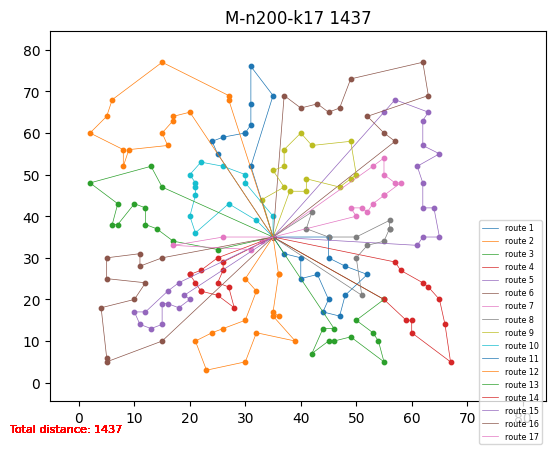 M-n200-k17 1437
80
70
60
50
40
30
20
10
0
0 10 20 30 40 50 60 70 80
route 1
route 2
route 3
route 4
route 5
route 6
route 7
route 8
route 9
route 10
route 11
route 12
route 13
route 14
route 15
route 16
route 17
Total distance: 1437